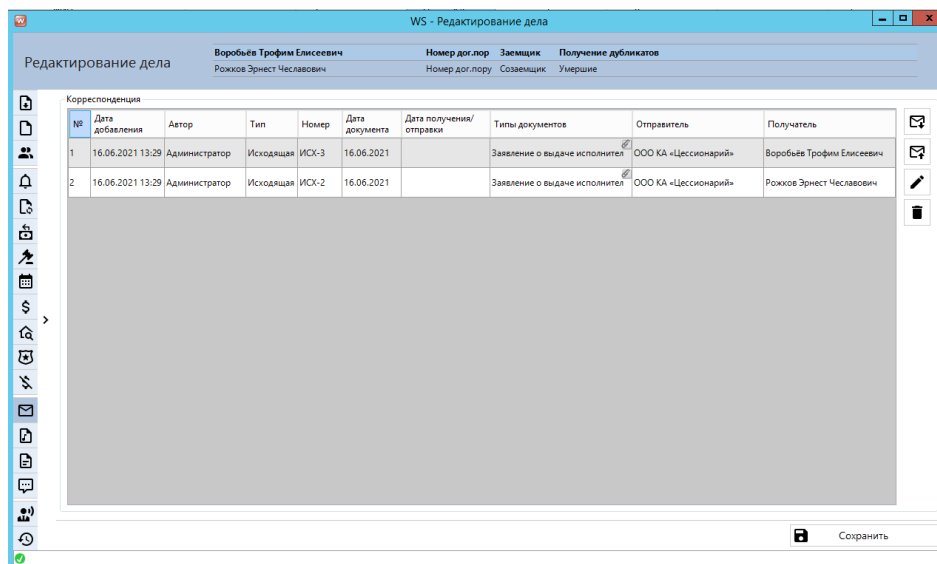 WS - Редактирование дела
Редактирование дела
Воробьёв Трофим Елисеевич Номер дог.пор Заемщик Получение дубликатов
Рожков Эрнест Чеславович Номер дог.пору Созаемщик Умершие
Корреспонденция
№ Дата добавления Автор Тип Номер Дата документа Дата получения/ отправки Типы документов Отправитель Получатель
1 16.06.2021 13:29 Администратор Исходящая ИСХ-3 16.06.2021 Заявление о выдаче исполнител ООО КА «Цессионарий» Воробьёв Трофим Елисеевич
2 16.06.2021 13:29 Администратор Исходящая ИСХ-2 16.06.2021 Заявление о выдаче исполнител ООО КА «Цессионарий» Рожков Эрнест Чеславович
Сохранить